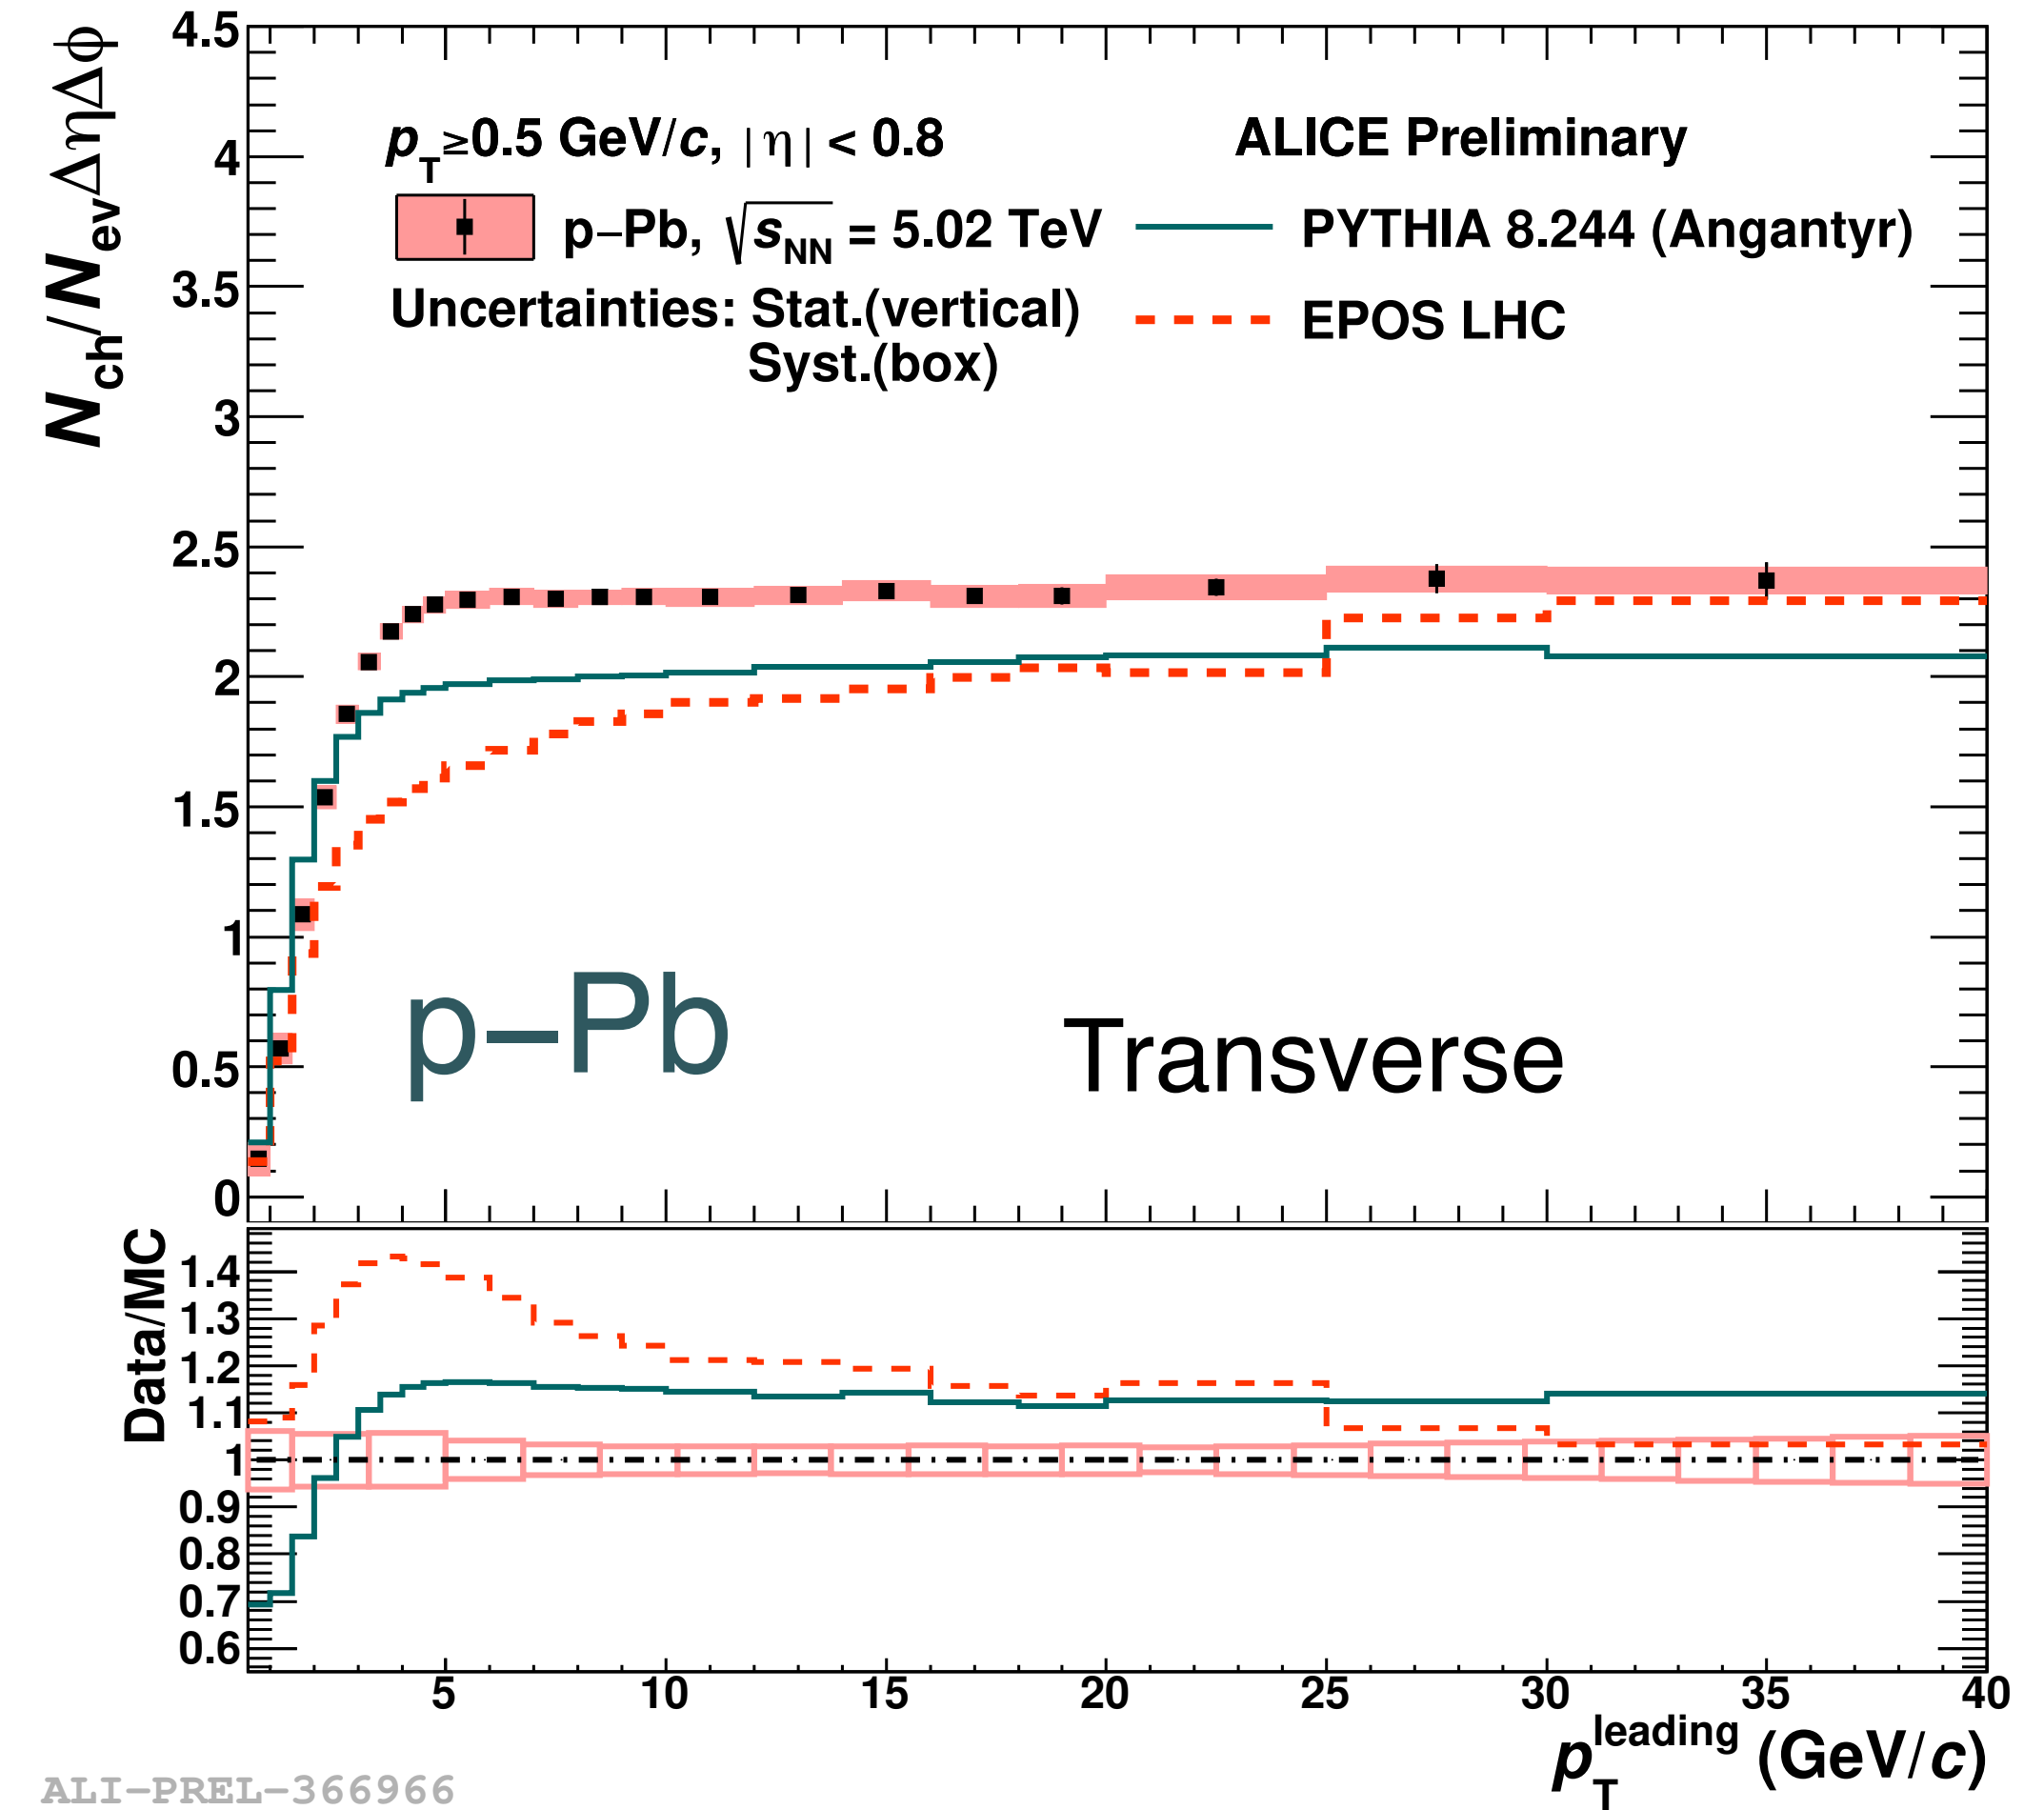 N_ch/N_ev ΔηΔϕ
4.5
4
3.5
3
2.5
2
1.5
1
0.5
0
p_T ≥0.5 GeV/c, |η| < 0.8
ALICE Preliminary
p–Pb, √s_NN = 5.02 TeV
PYTHIA 8.244 (Angantyr)
Uncertainties: Stat.(vertical)
Syst.(box)
EPOS LHC
p–Pb
Transverse
Data/MC
1.4
1.3
1.2
1.1
1
0.9
0.8
0.7
0.6
5 10 15 20 25 30 35 40
p_T^leading (GeV/c)
ALI-PREL-366966